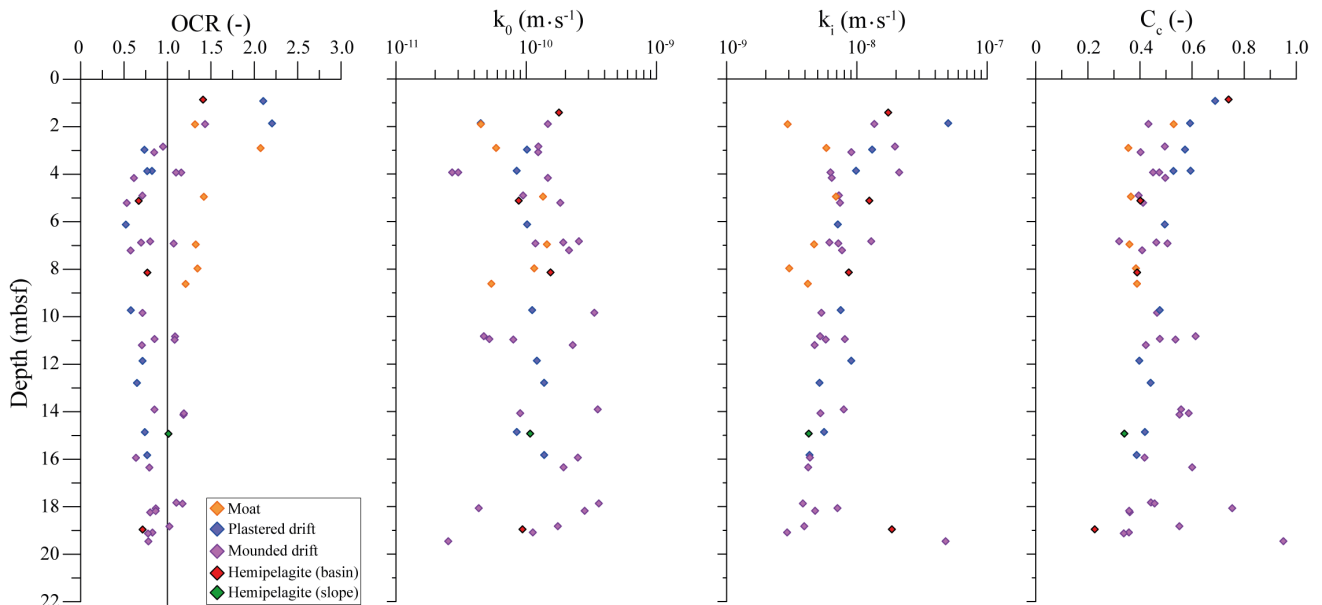 OCR (-)
0.5 1.0 1.5 2.0 2.5 3.0
k0 (m·s-1)
10-11 10-10 10-9
ki (m·s-1)
10-9 10-8 10-7
Cc (-)
0 0.2 0.4 0.6 0.8 1.0
Depth (mbsf)
0
2
4
6
8
10
12
14
16
18
20
22
Moat
Plastered drift
Mounded drift
Hemipelagite (basin)
Hemipelagite (slope)